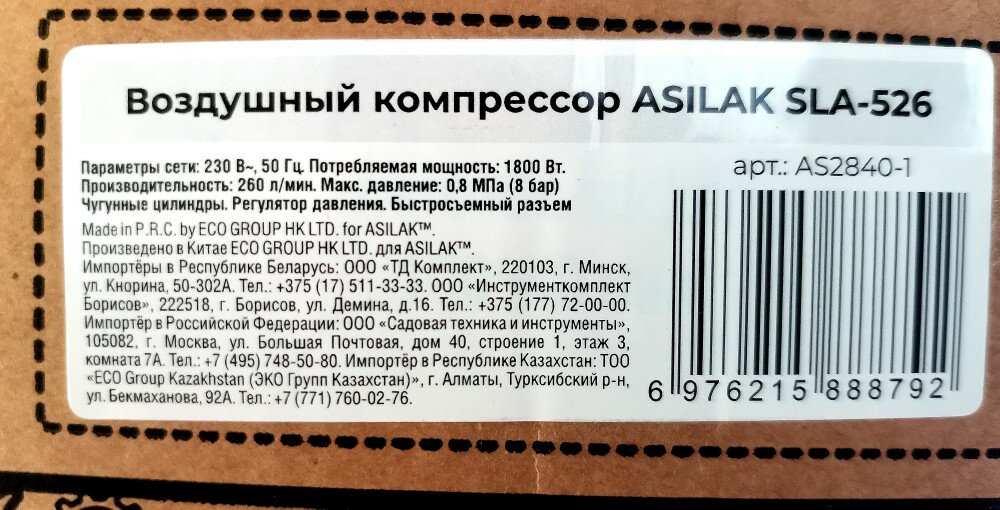 Воздушный компрессор ASILAK SLA-526
Параметры сети: 230 В~, 50 Гц. Потребляемая мощность: 1800 Вт.
Производительность: 260 л/мин. Макс. давление: 0,8 МПа (8 бар)
Чугунные цилиндры. Регулятор давления. Быстросъемный разъем
Made in P.R.C. by ECO GROUP HK LTD. for ASILAK™.
Произведено в Китае ECO GROUP HK LTD. для ASILAK™.
Импортёры в Республике Беларусь: ООО «ТД Комплект», 220103, г. Минск,
ул. Кнорина, 50-302А. Тел.: +375 (17) 511-33-33. ООО «Инструменткомплект
Борисов», 222518, г. Борисов, ул. Демина, д.16. Тел.: +375 (177) 72-00-00.
Импортёр в Российской Федерации: ООО «Садовая техника и инструменты»,
105082, г. Москва, ул. Большая Почтовая, дом 40, строение 1, этаж 3,
комната 7А. Тел.: +7 (495) 748-50-80. Импортёр в Республике Казахстан: ТОО
«ECO Group Kazakhstan (ЭКО Групп Казахстан)», г. Алматы, Турксибский р-н,
ул. Бекмаханова, 92А. Тел.: +7 (771) 760-02-76.
арт.: AS2840-1
6 976215 888792